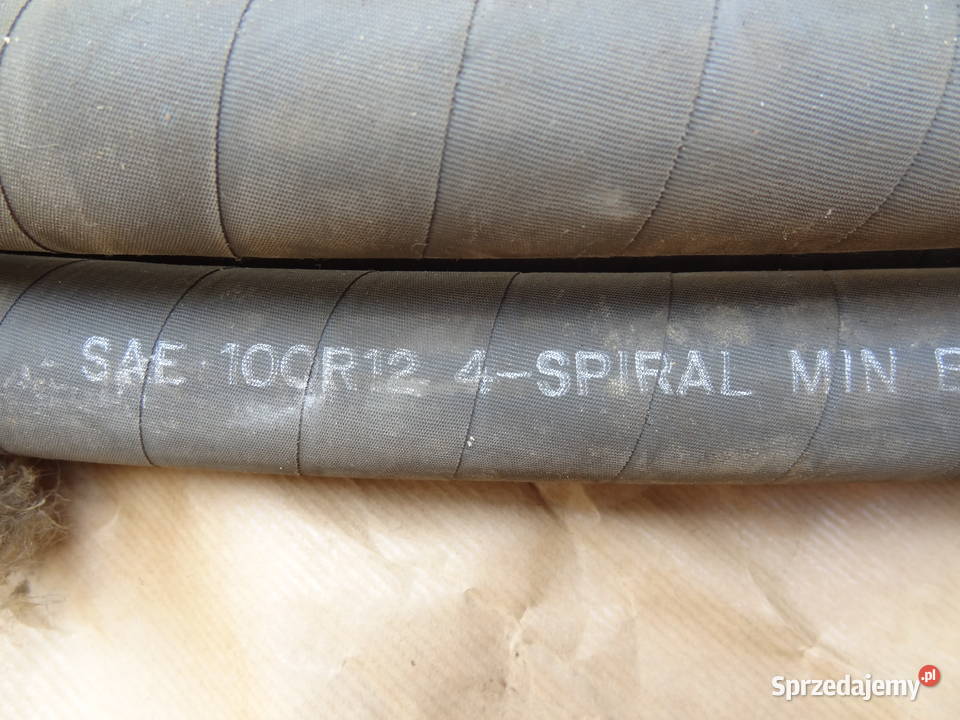 SAE 100R12 4-SPIRAL MIN
Sprzedajemy.pl